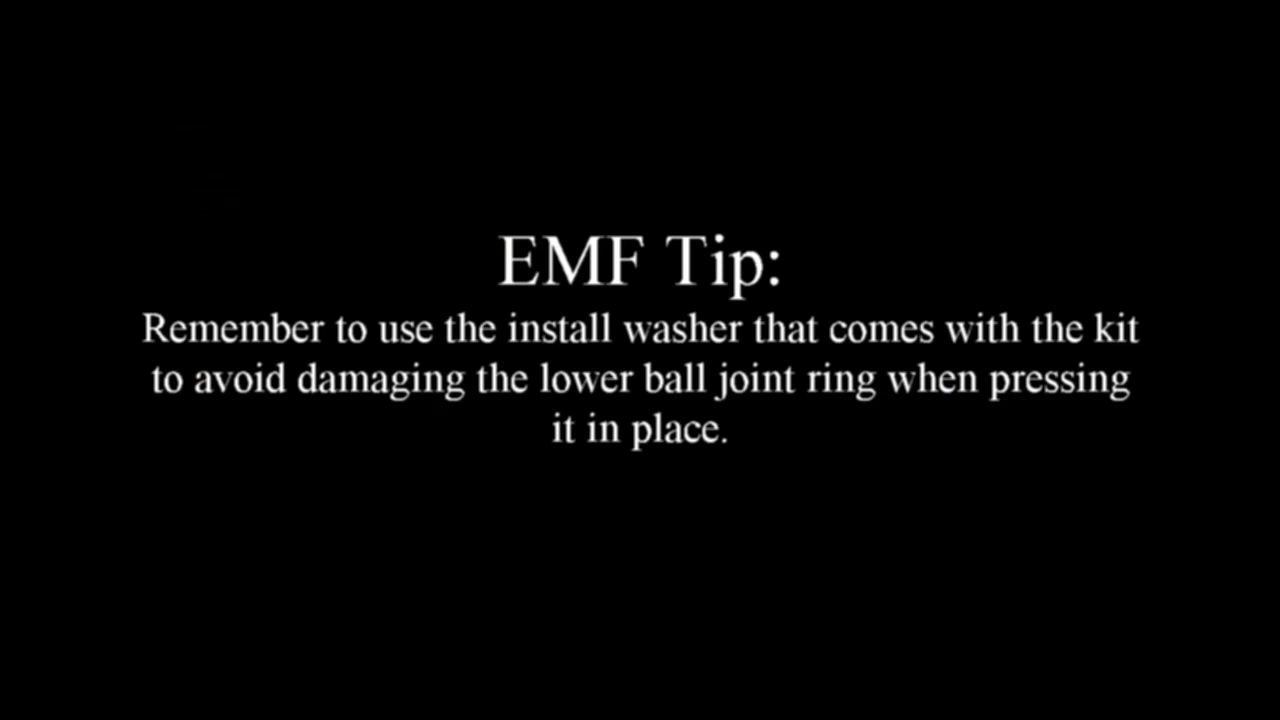 EMF Tip:
Remember to use the install washer that comes with the kit
to avoid damaging the lower ball joint ring when pressing
it in place.